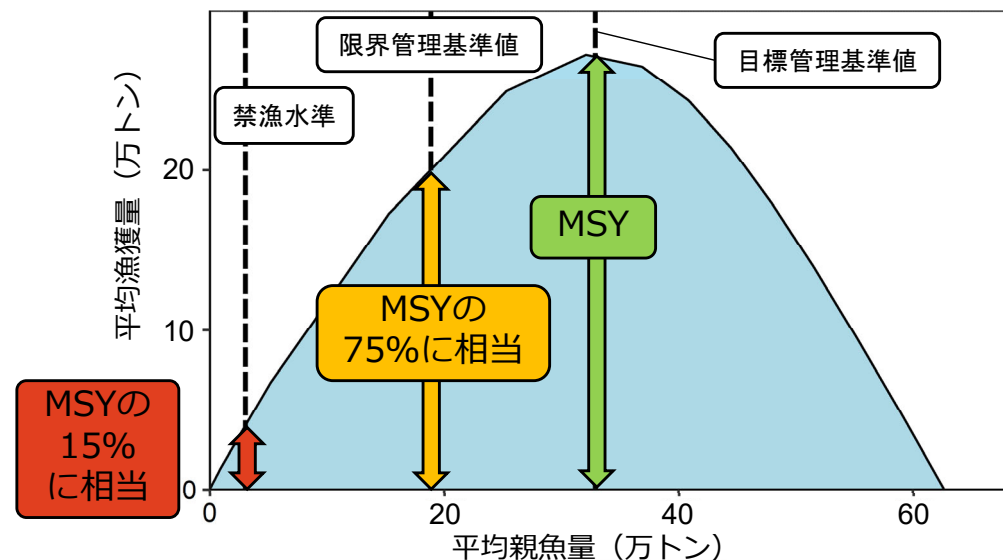 限界管理基準値
目標管理基準値
禁漁水準
平均漁獲量（万トン）
20
10
0
MSY
MSYの
75%に相当
MSYの
15%
に相当
0
20
40
60
平均親魚量（万トン）